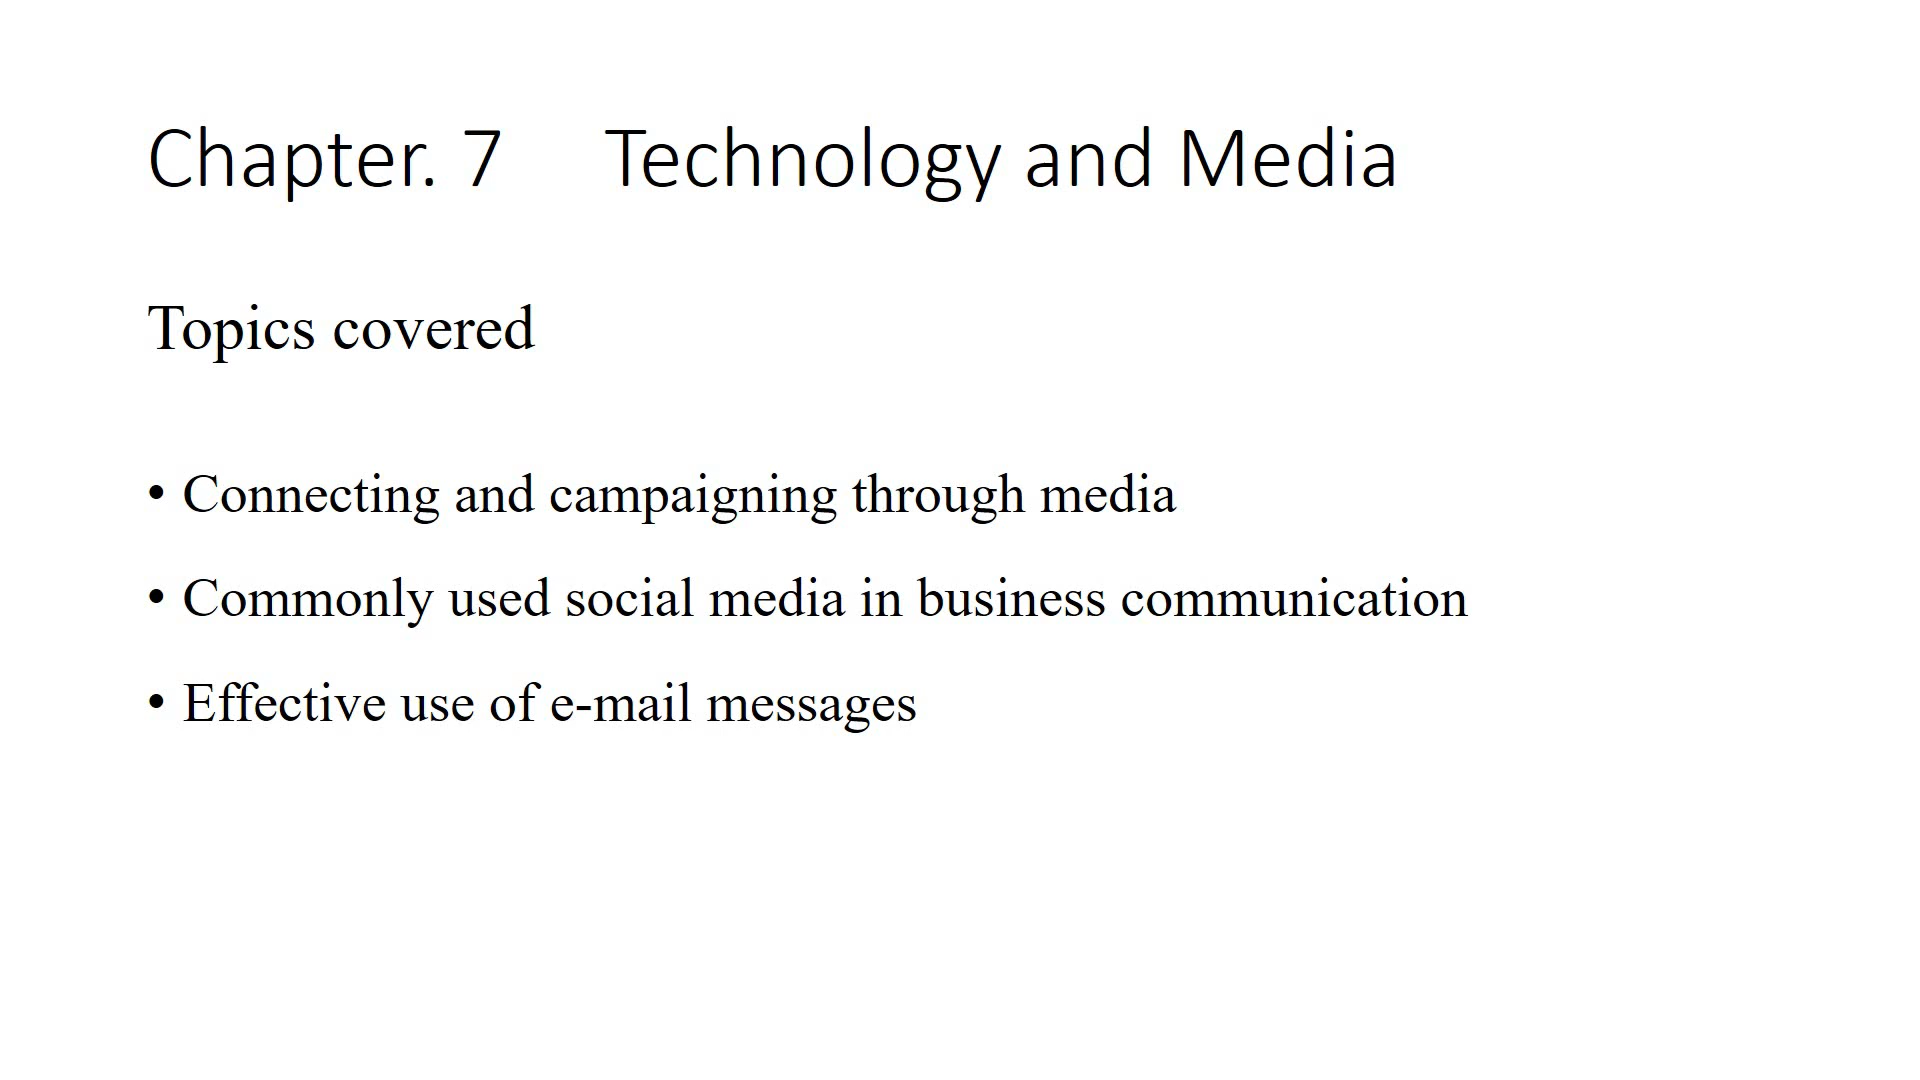 Chapter. 7 Technology and Media
Topics covered
• Connecting and campaigning through media
• Commonly used social media in business communication
• Effective use of e-mail messages